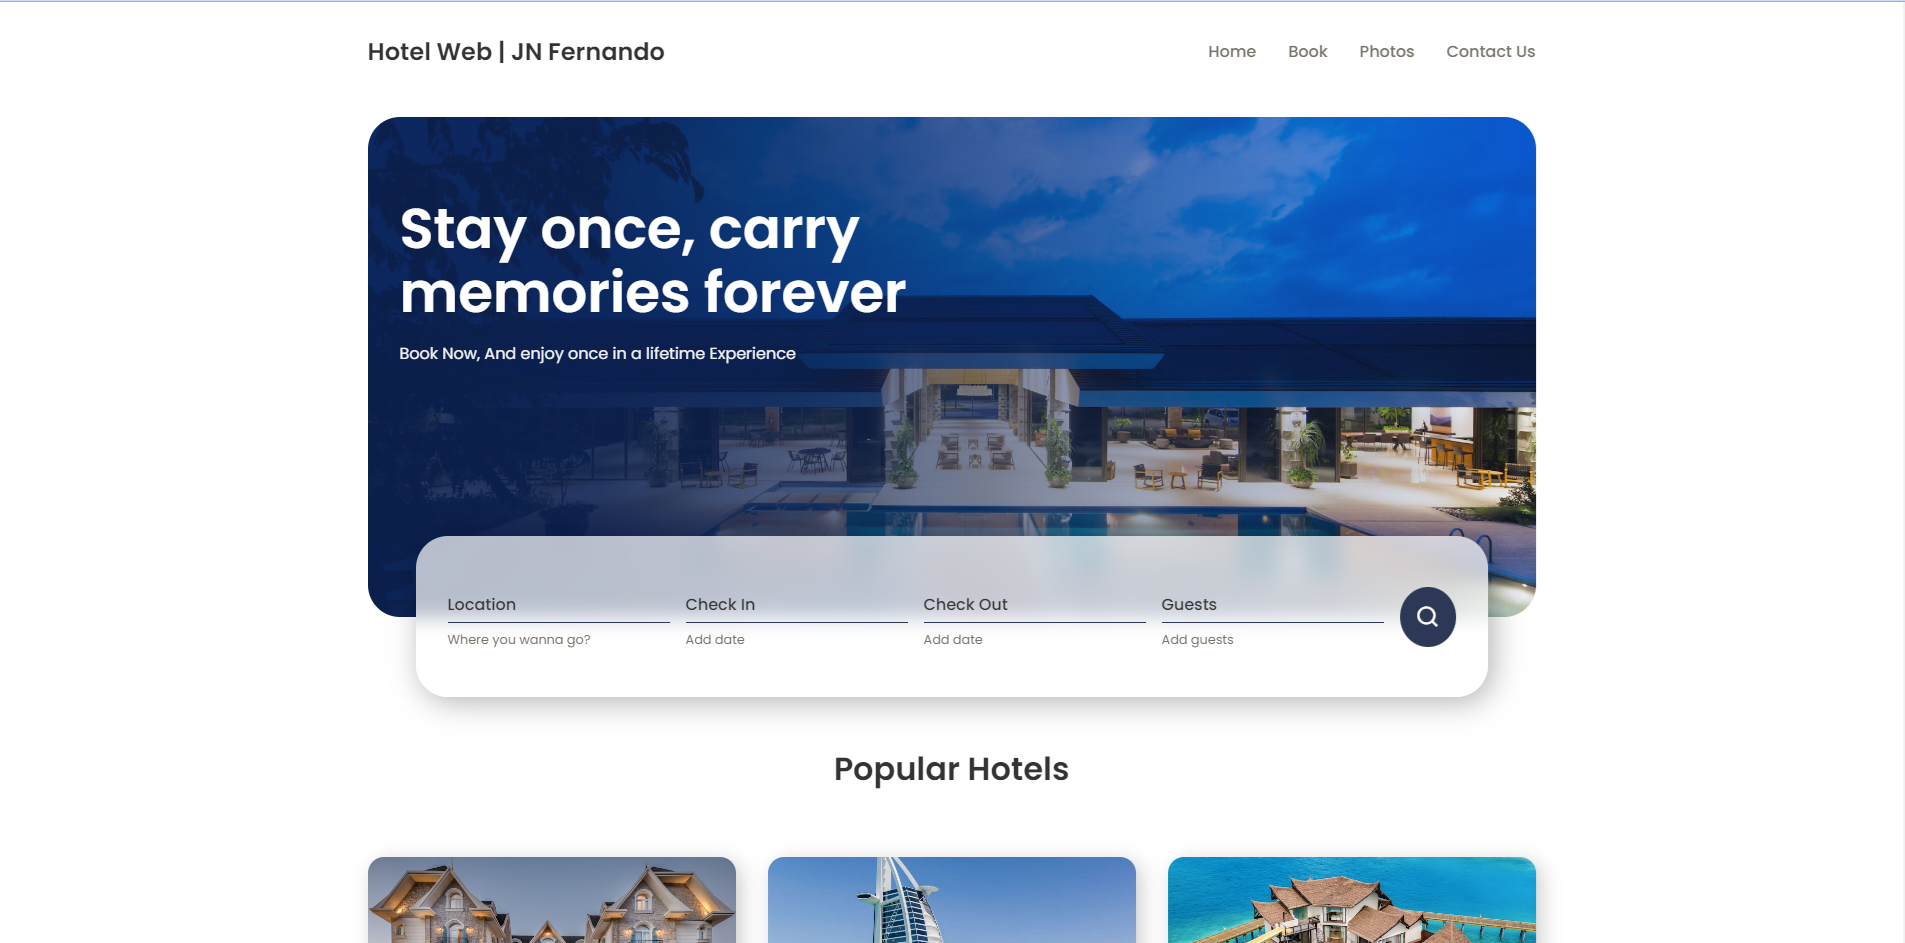 Hotel Web | JN Fernando
Home Book Photos Contact Us
Stay once, carry
memories forever
Book Now, And enjoy once in a lifetime Experience
Location Check In Check Out Guests
Where you wanna go? Add date Add date Add guests
Popular Hotels